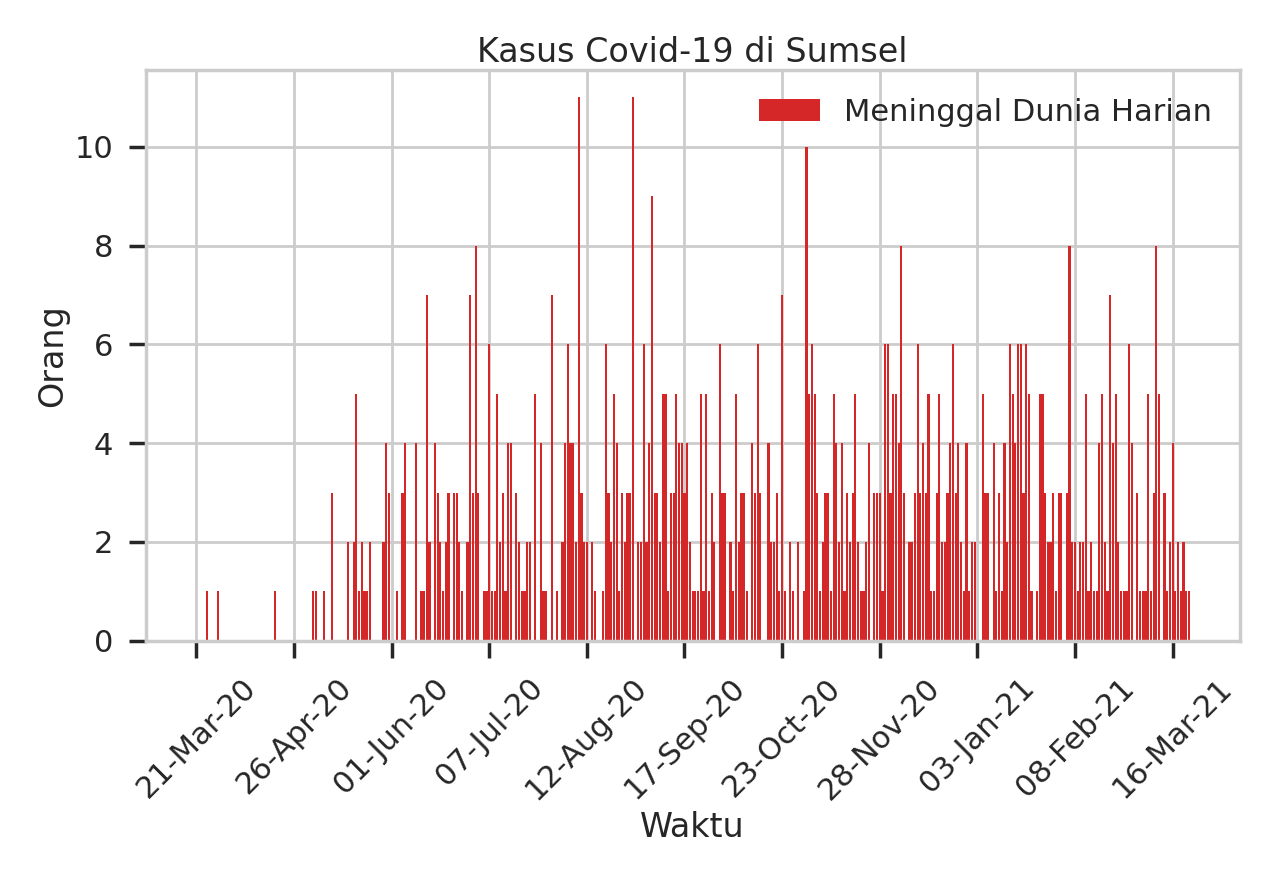 Kasus Covid-19 di Sumsel
Meninggal Dunia Harian
10
8
6
4
2
0
Orang
21-Mar-20
26-Apr-20
01-Jun-20
07-Jul-20
12-Aug-20
17-Sep-20
23-Oct-20
28-Nov-20
03-Jan-21
08-Feb-21
16-Mar-21
Waktu